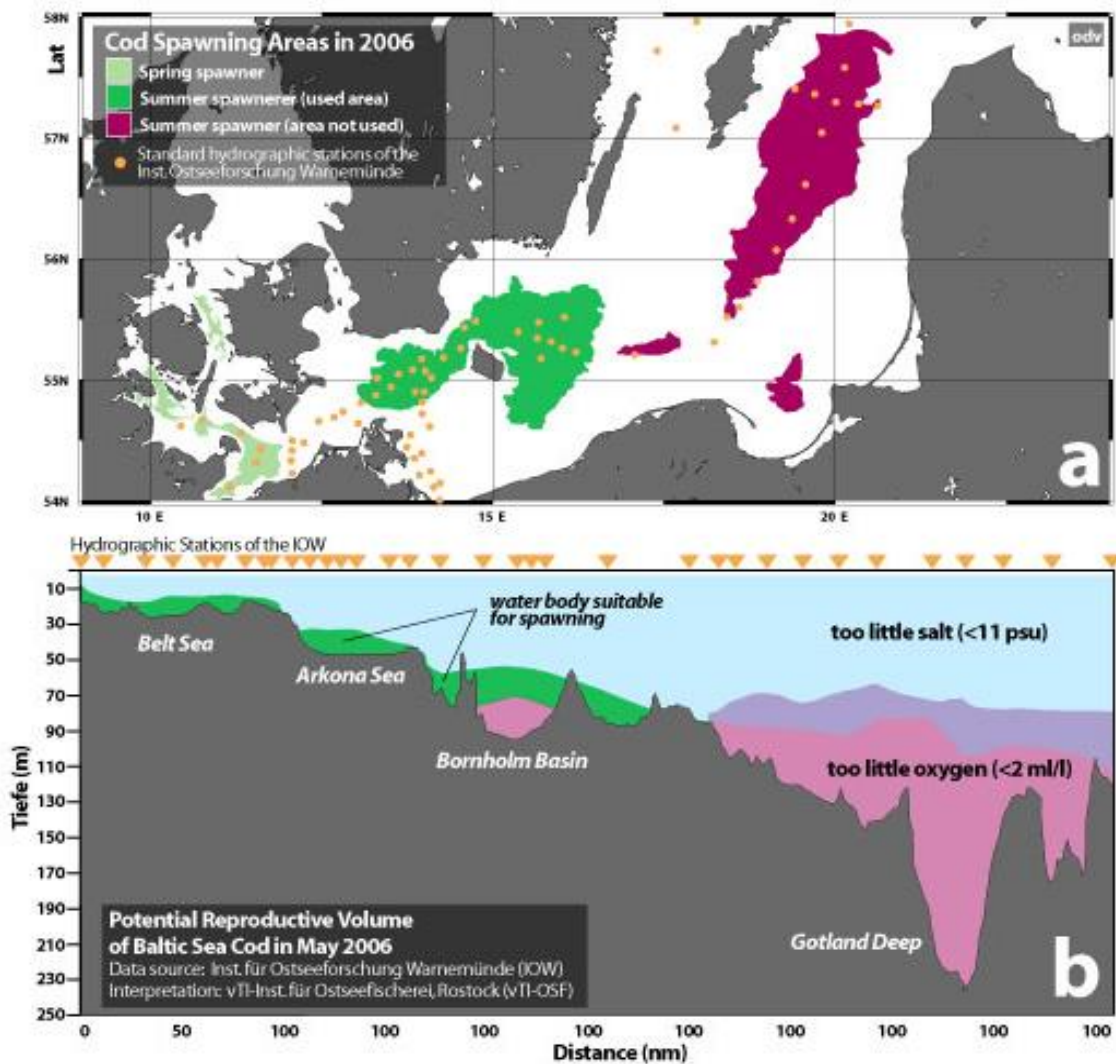 58N
Lat
57N
56N
55N
54N
10 E
15 E
20 E
Cod Spawning Areas in 2006
Spring spawner
Summer spawnerer (used area)
Summer spawner (area not used)
Standard hydrographic stations of the
Inst. Ostseeforschung Warnemünde
odv
a
Hydrographic Stations of the IOW
10
30
50
70
90
110
130
150
170
190
210
230
250
Tiefe (m)
water body suitable
for spawning
too little salt (<11 psu)
Belt Sea
Arkona Sea
Bornholm Basin
too little oxygen (<2 ml/l)
Gotland Deep
Potential Reproductive Volume
of Baltic Sea Cod in May 2006
Data source: Inst. für Ostseeforschung Warnemünde (IOW)
Interpretation: vTI-Inst. für Ostseefischerei, Rostock (vTI-OSF)
b
0 50 100 100 100 100 100 100 100 100 100
Distance (nm)